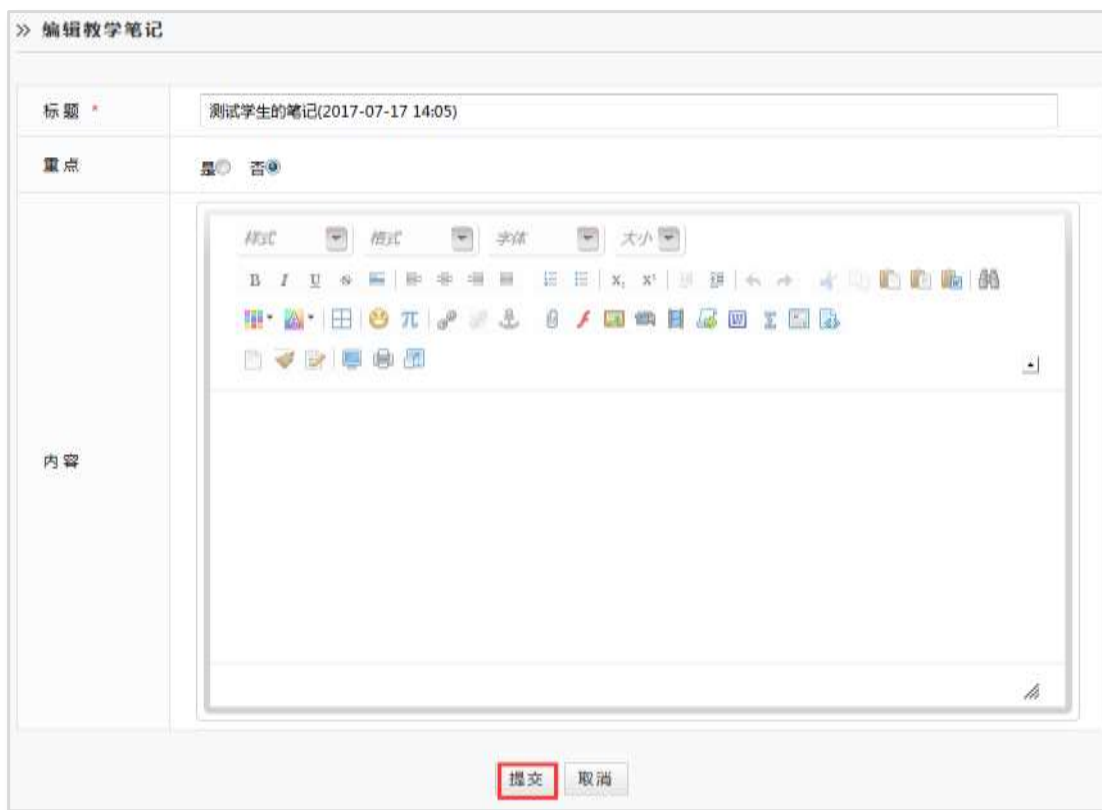 » 编辑教学笔记
标题 *
测试学生的笔记(2017-07-17 14:05)
重点
是 否
样式 格式 字体 大小
B I U S
X₂ X²
π
W Σ
内容
提交 取消